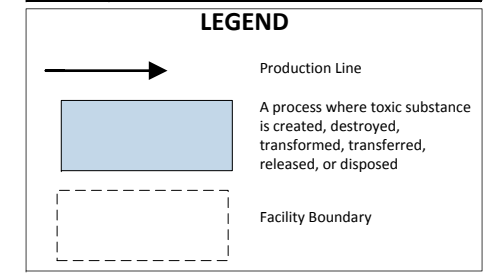 LEGEND
Production Line
A process where toxic substance
is created, destroyed,
transformed, transferred,
released, or disposed
Facility Boundary